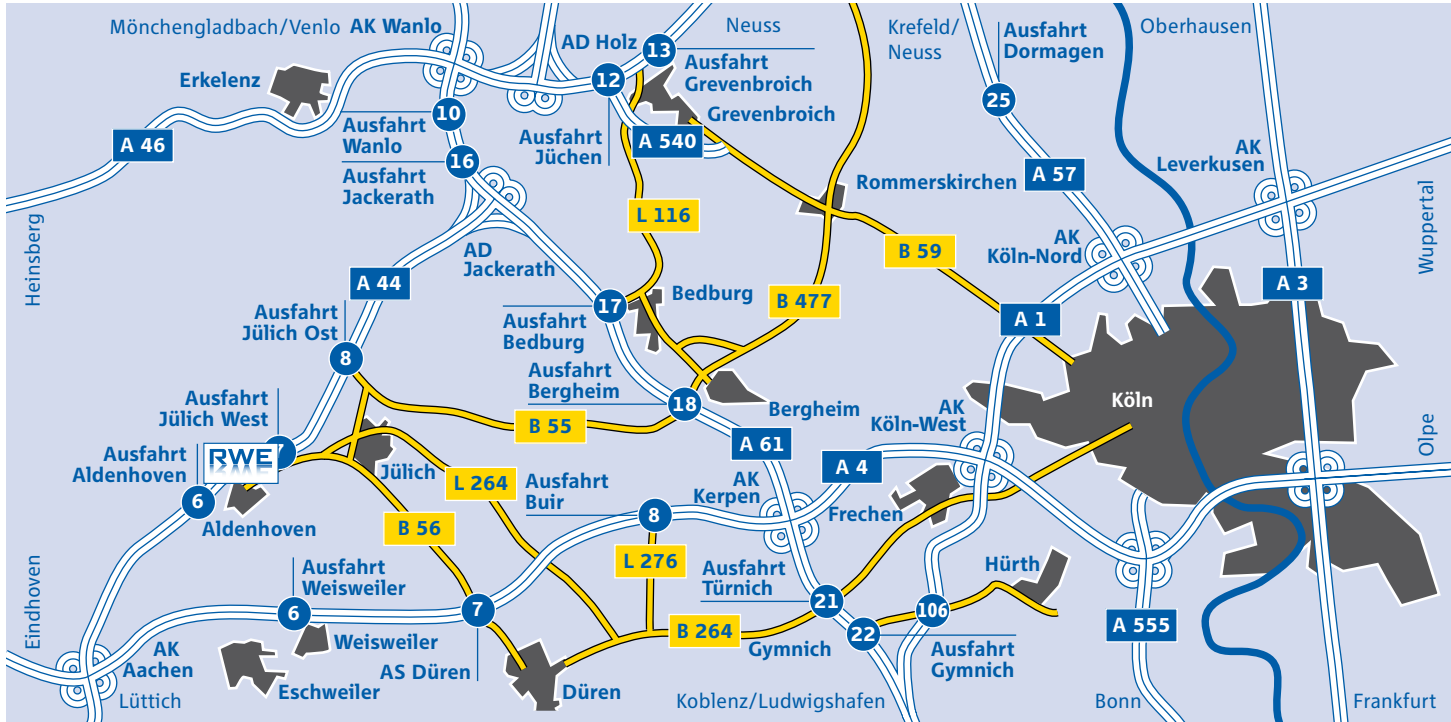 Mönchengladbach/Venlo AK Wanlo
Neuss
Krefeld/
Neuss
Ausfahrt
Dormagen
Oberhausen
AD Holz
13
Ausfahrt
Grevenbroich
Erkelenz
12
Grevenbroich
25
10
Ausfahrt
Wanlo
Ausfahrt
Jüchen
A 540
A 46
16
Ausfahrt
Jackerath
AK
Leverkusen
Rommerskirchen
A 57
Wuppertal
Heinsberg
L 116
B 59
AK
Köln-Nord
AD
Jackerath
A 44
A 3
Bedburg
B 477
17
Ausfahrt
Bedburg
A 1
Ausfahrt
Jülich Ost
8
Ausfahrt
Bergheim
18
Bergheim
Köln
Ausfahrt
Jülich West
7
B 55
AK
Köln-West
Olpe
Ausfahrt
Aldenhoven
RWE
A 61
Jülich
A 4
L 264
Ausfahrt
Buir
AK
Kerpen
6
Aldenhoven
8
Frechen
B 56
L 276
Ausfahrt
Türnich
Hürth
Eindhoven
Ausfahrt
Weisweiler
6
7
21
106
22
A 555
B 264
Gymnich
Ausfahrt
Gymnich
Weisweiler
AK
Aachen
AS Düren
Eschweiler
Düren
Lüttich
Koblenz/Ludwigshafen
Bonn
Frankfurt